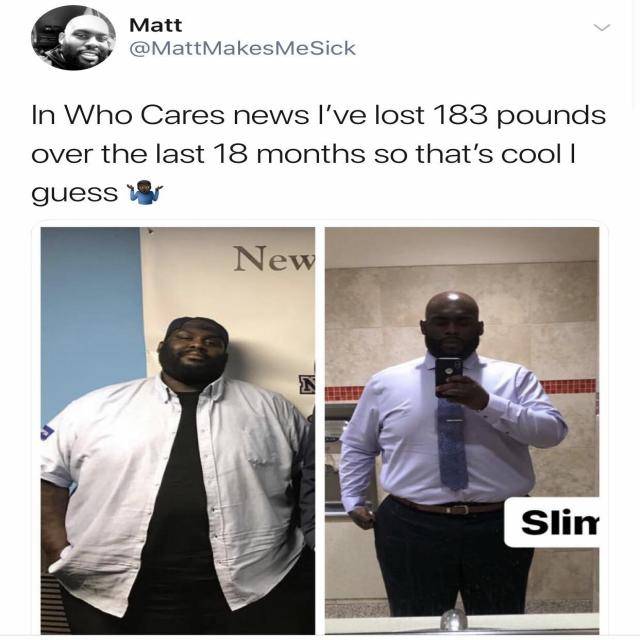 Matt
@MattMakesMeSick
In Who Cares news I've lost 183 pounds
over the last 18 months so that's cool I
guess 🤷🏿‍♂️
New
N
Slim